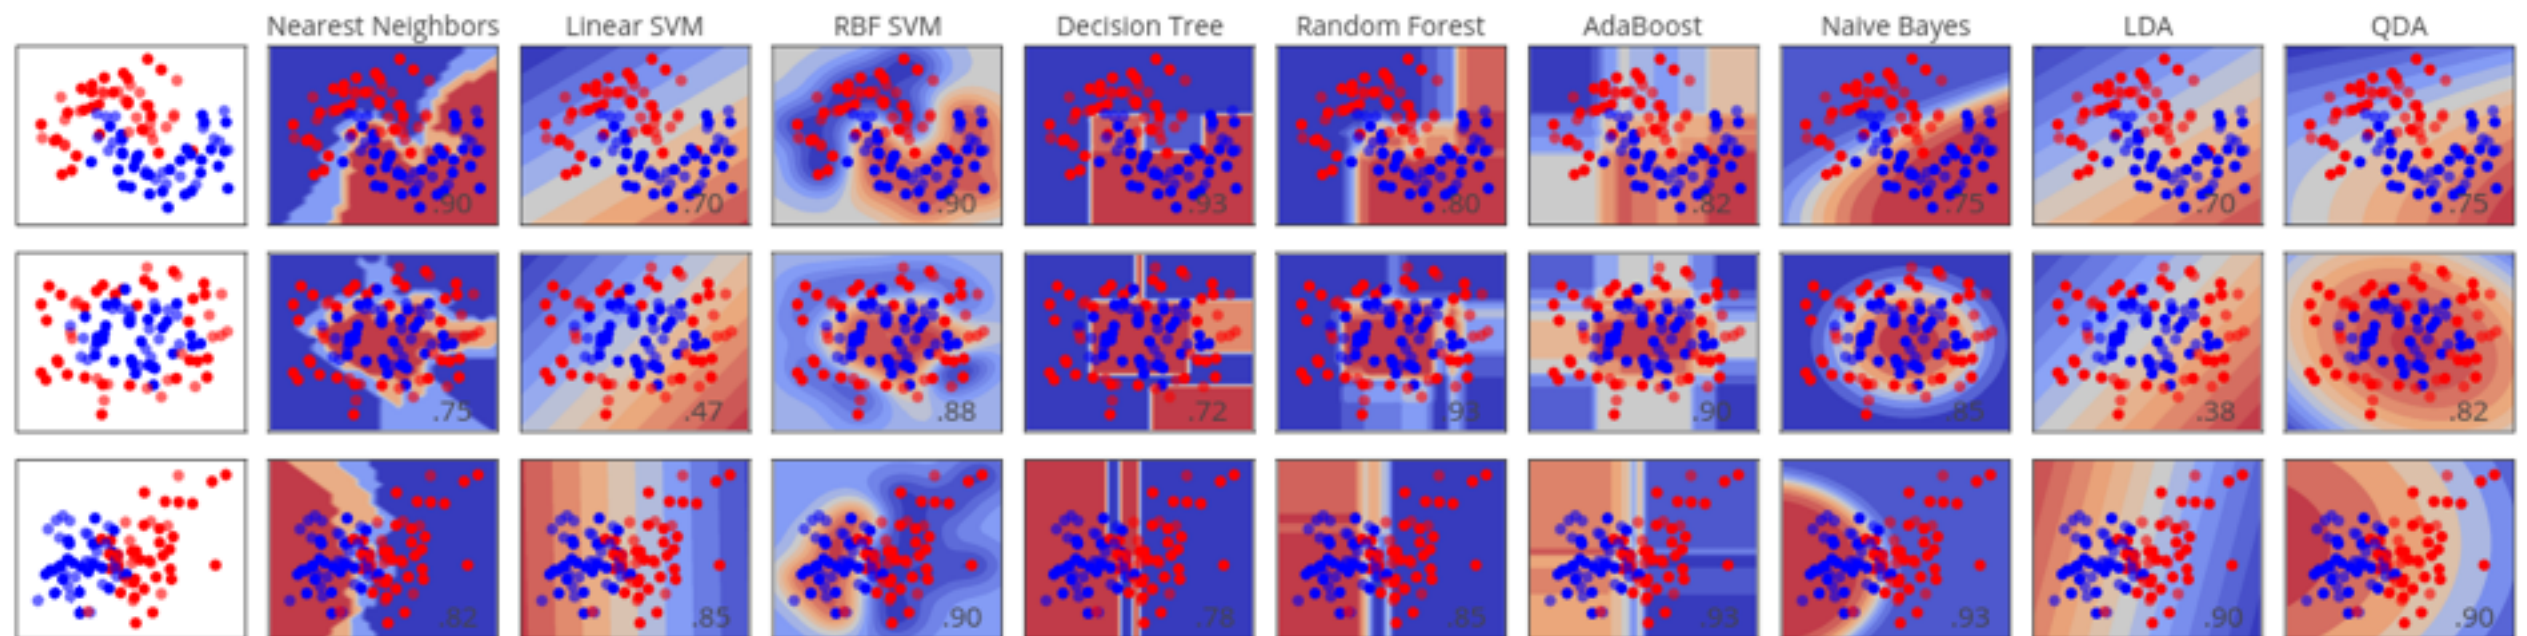 Nearest Neighbors Linear SVM RBF SVM Decision Tree Random Forest AdaBoost Naive Bayes LDA QDA
.90 .70 .90 .93 .80 .82 .75 .70 .75
.75 .47 .88 .72 .93 .90 .85 .38 .82
.82 .85 .90 .78 .85 .93 .93 .90 .90